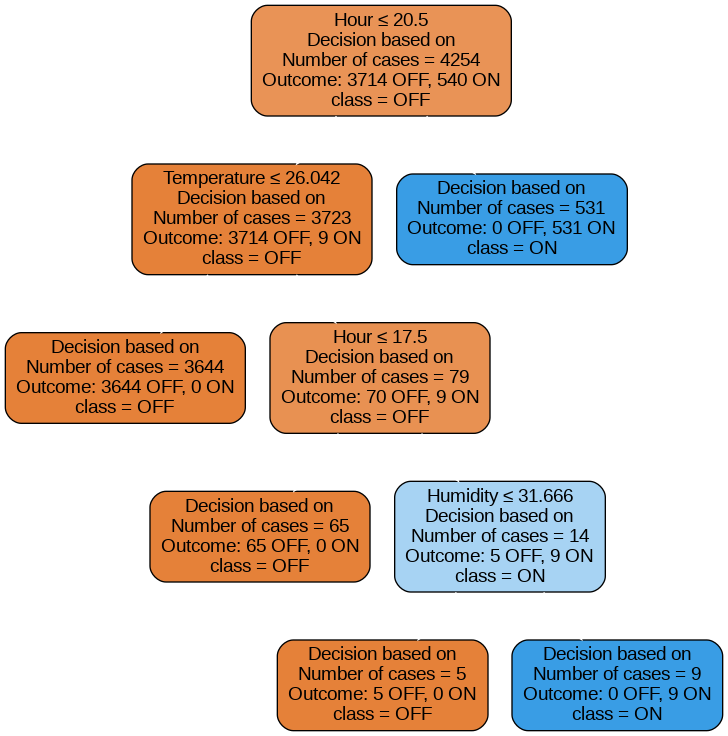 Hour ≤ 20.5
Decision based on
Number of cases = 4254
Outcome: 3714 OFF, 540 ON
class = OFF
Temperature ≤ 26.042
Decision based on
Number of cases = 3723
Outcome: 3714 OFF, 9 ON
class = OFF
Decision based on
Number of cases = 531
Outcome: 0 OFF, 531 ON
class = ON
Decision based on
Number of cases = 3644
Outcome: 3644 OFF, 0 ON
class = OFF
Hour ≤ 17.5
Decision based on
Number of cases = 79
Outcome: 70 OFF, 9 ON
class = OFF
Decision based on
Number of cases = 65
Outcome: 65 OFF, 0 ON
class = OFF
Humidity ≤ 31.666
Decision based on
Number of cases = 14
Outcome: 5 OFF, 9 ON
class = ON
Decision based on
Number of cases = 5
Outcome: 5 OFF, 0 ON
class = OFF
Decision based on
Number of cases = 9
Outcome: 0 OFF, 9 ON
class = ON